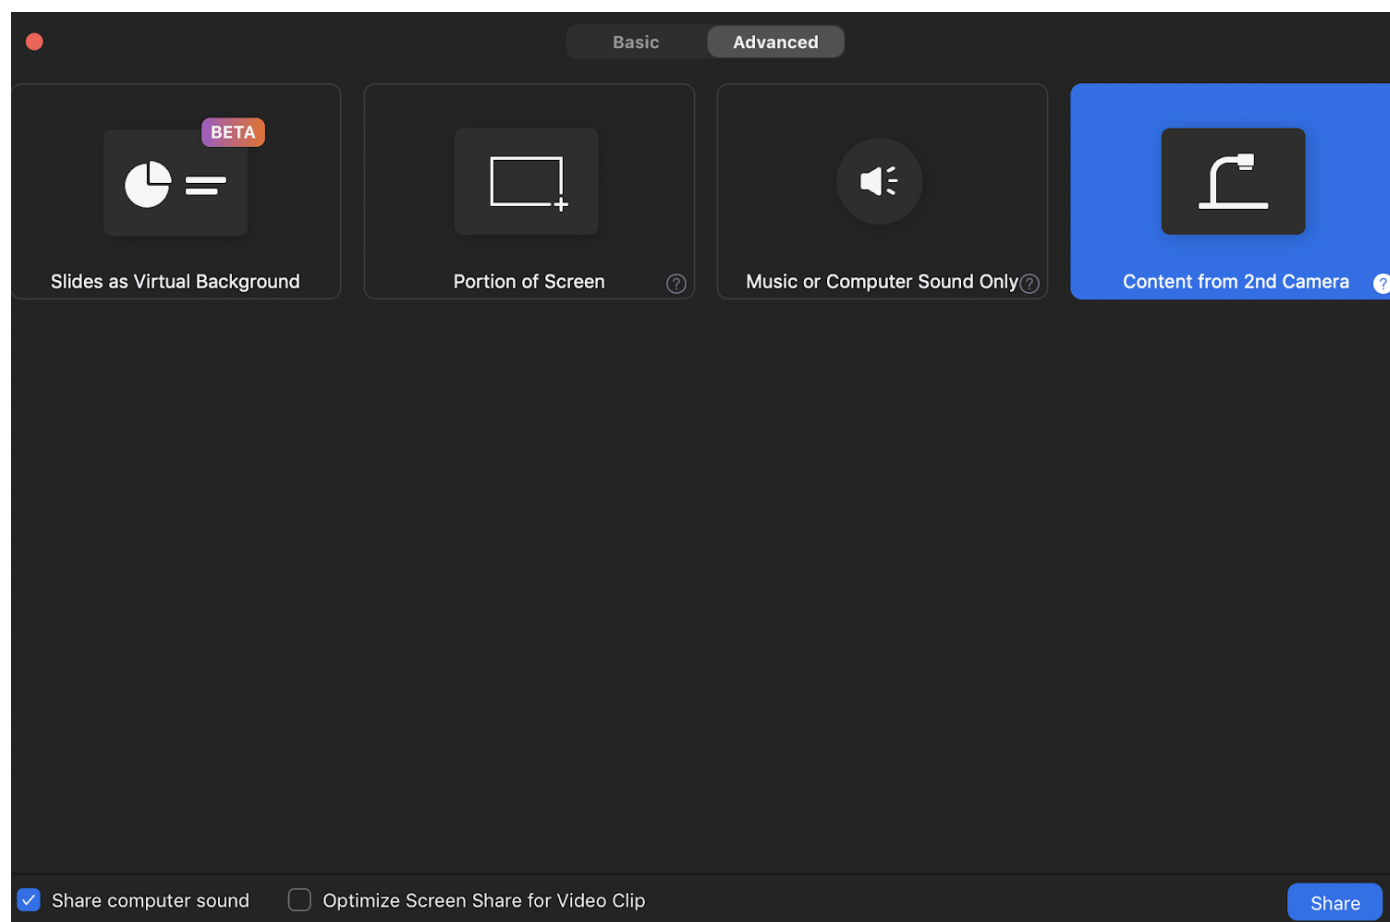 Basic
Advanced
BETA
Slides as Virtual Background
Portion of Screen
?
Music or Computer Sound Only
?
Content from 2nd Camera
?
Share computer sound
Optimize Screen Share for Video Clip
Share